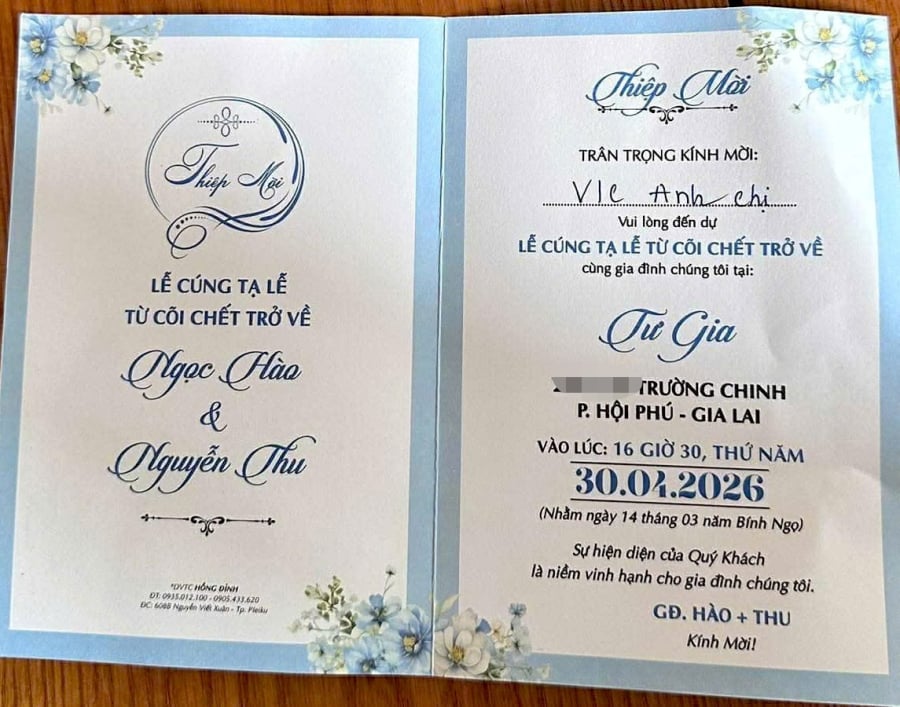 Thiệp Mời
LỄ CÚNG TẠ LỄ
TỪ CÕI CHẾT TRỞ VỀ
Ngọc Hào
&
Nguyễn Thu
*DVTC HỒNG ĐÌNH
ĐT: 0935.012.100 - 0905.433.620
ĐC: 608B Nguyễn Viết Xuân - Tp. Pleiku
Thiệp Mời
TRÂN TRỌNG KÍNH MỜI:
V/C Anh chị
Vui lòng đến dự
LỄ CÚNG TẠ LỄ TỪ CÕI CHẾT TRỞ VỀ
cùng gia đình chúng tôi tại:
Tư Gia
TRƯỜNG CHINH
P. HỘI PHÚ - GIA LAI
VÀO LÚC: 16 GIỜ 30, THỨ NĂM
30.04.2026
(Nhằm ngày 14 tháng 03 năm Bính Ngọ)
Sự hiện diện của Quý Khách
là niềm vinh hạnh cho gia đình chúng tôi.
GĐ. HÀO + THU
Kính Mời!